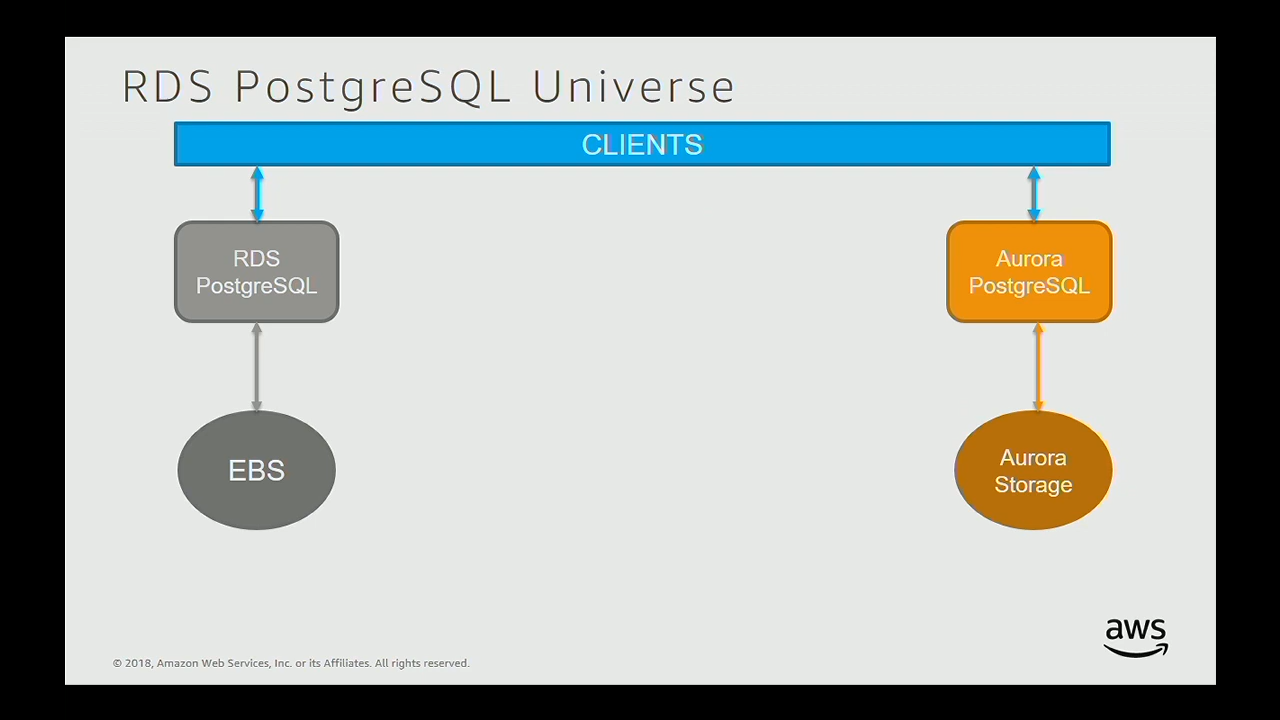 RDS PostgreSQL Universe
CLIENTS
RDS
PostgreSQL
Aurora
PostgreSQL
EBS
Aurora
Storage
aws
© 2018, Amazon Web Services, Inc. or its Affiliates. All rights reserved.